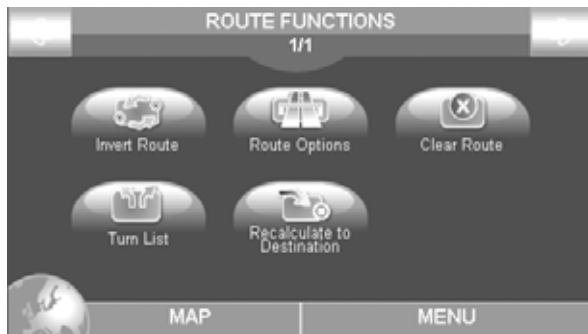 ROUTE FUNCTIONS
1/1
Invert Route
Route Options
Clear Route
Turn List
Recalculate to
Destination
MAP
MENU